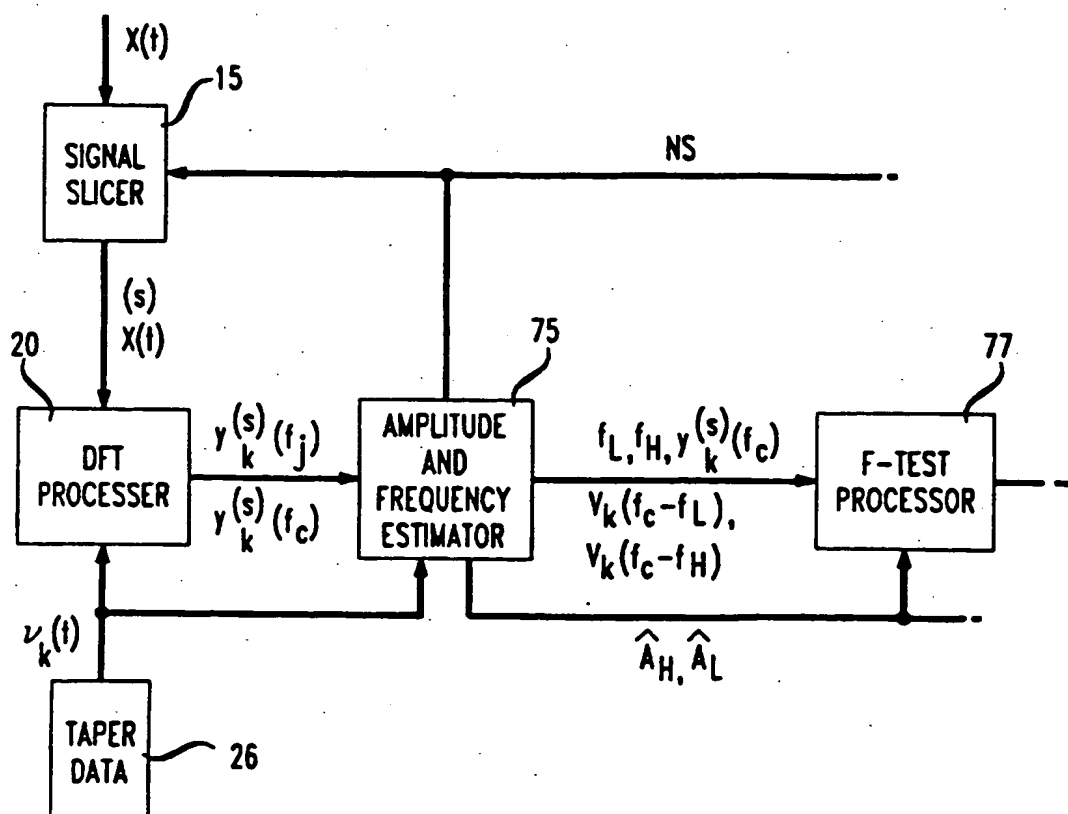 X(t)
15
SIGNAL
SLICER
NS
(s)
X(t)
20
75
77
DFT
PROCESSER
y_k^(s)(f_j)
y_k^(s)(f_c)
AMPLITUDE
AND
FREQUENCY
ESTIMATOR
f_L, f_H, y_k^(s)(f_c)
V_k(f_c-f_L),
V_k(f_c-f_H)
F-TEST
PROCESSOR
ν_k(t)
Â_H, Â_L
TAPER
DATA
26